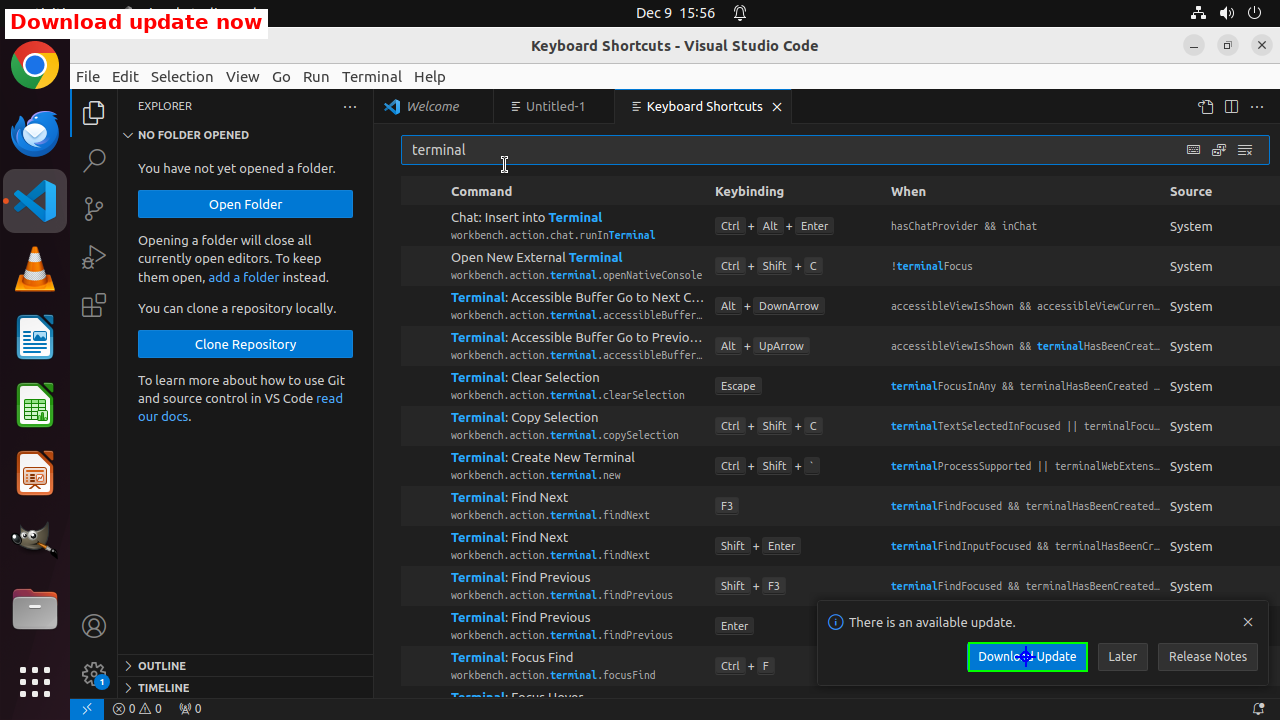 Download update now
Dec 9 15:56
Keyboard Shortcuts - Visual Studio Code
File Edit Selection View Go Run Terminal Help
EXPLORER
Welcome
Untitled-1
Keyboard Shortcuts
NO FOLDER OPENED
You have not yet opened a folder.
Open Folder
Opening a folder will close all
currently open editors. To keep
them open, add a folder instead.
You can clone a repository locally.
Clone Repository
To learn more about how to use Git
and source control in VS Code read
our docs.
OUTLINE
TIMELINE
terminal
Command Keybinding When Source
Chat: Insert into Terminal
workbench.action.chat.runInTerminal
Ctrl + Alt + Enter
hasChatProvider && inChat
System
Open New External Terminal
workbench.action.terminal.openNativeConsole
Ctrl + Shift + C
!terminalFocus
System
Terminal: Accessible Buffer Go to Next C...
workbench.action.terminal.accessibleBuffer...
Alt + DownArrow
accessibleViewIsShown && accessibleViewCurren...
System
Terminal: Accessible Buffer Go to Previo...
workbench.action.terminal.accessibleBuffer...
Alt + UpArrow
accessibleViewIsShown && terminalHasBeenCreat...
System
Terminal: Clear Selection
workbench.action.terminal.clearSelection
Escape
terminalFocusInAny && terminalHasBeenCreated ...
System
Terminal: Copy Selection
workbench.action.terminal.copySelection
Ctrl + Shift + C
terminalTextSelectedInFocused || terminalFocu...
System
Terminal: Create New Terminal
workbench.action.terminal.new
Ctrl + Shift + `
terminalProcessSupported || terminalWebExtens...
System
Terminal: Find Next
workbench.action.terminal.findNext
F3
terminalFindFocused && terminalHasBeenCreated...
System
Terminal: Find Next
workbench.action.terminal.findNext
Shift + Enter
terminalFindInputFocused && terminalHasBeenCr...
System
Terminal: Find Previous
workbench.action.terminal.findPrevious
Shift + F3
terminalFindFocused && terminalHasBeenCreated...
System
Terminal: Find Previous
workbench.action.terminal.findPrevious
Enter
Terminal: Focus Find
workbench.action.terminal.focusFind
Ctrl + F
Terminal: Focus Hover
There is an available update.
Download Update
Later
Release Notes
1
0 0 0